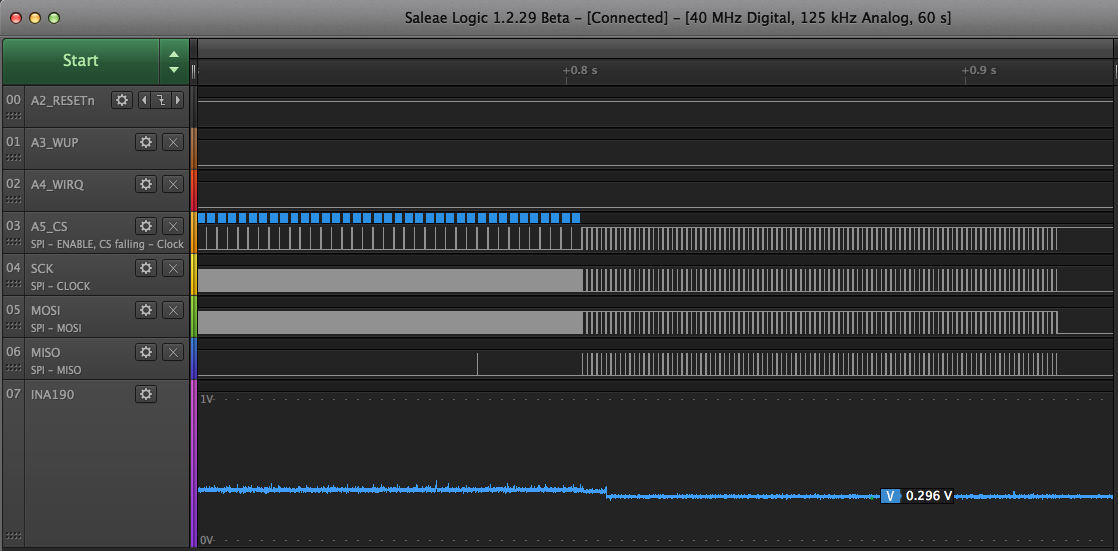 Saleae Logic 1.2.29 Beta – [Connected] – [40 MHz Digital, 125 kHz Analog, 60 s]
Start
+0.8 s
+0.9 s
00 A2_RESETn
01 A3_WUP
02 A4_WIRQ
03 A5_CS
SPI – ENABLE, CS falling – Clock
04 SCK
SPI – CLOCK
05 MOSI
SPI – MOSI
06 MISO
SPI – MISO
07 INA190
1V
V 0.296 V
0V